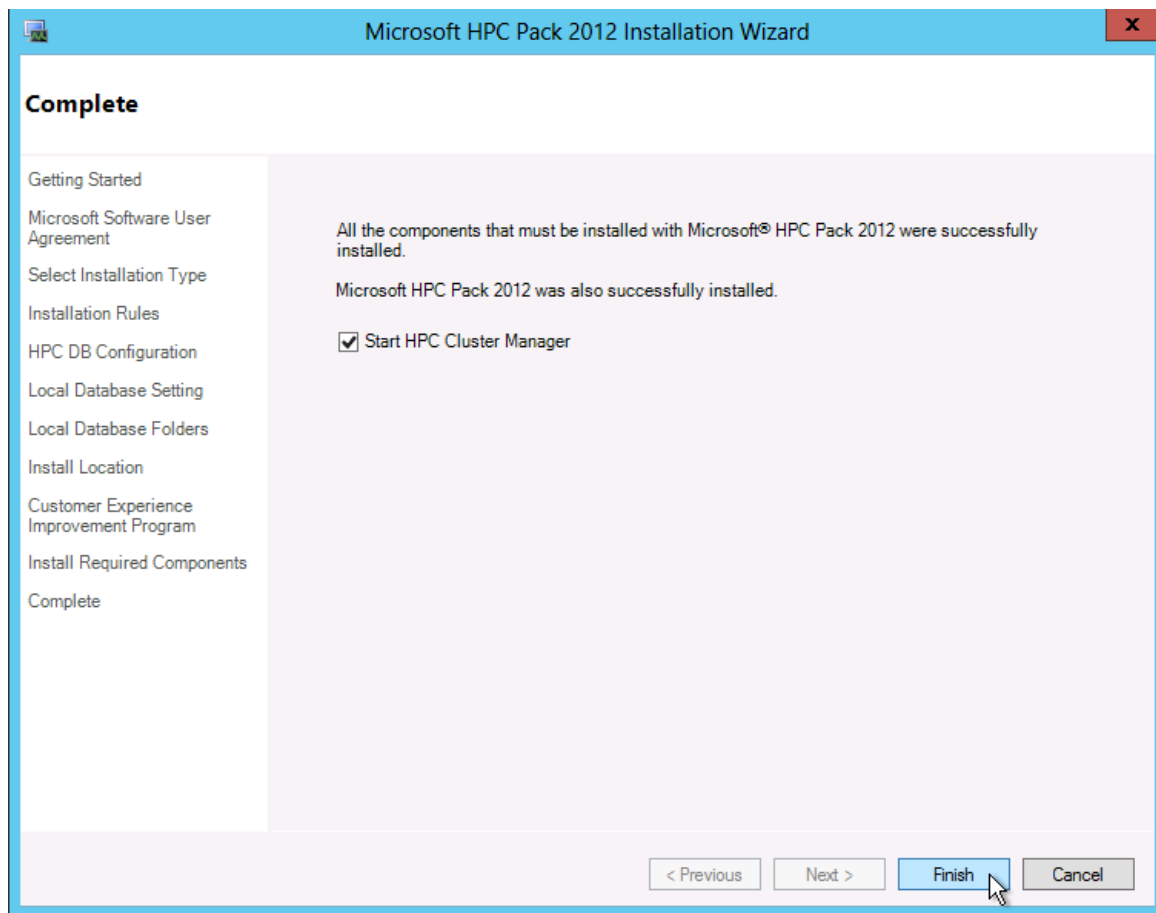 Microsoft HPC Pack 2012 Installation Wizard
x
Complete
Getting Started
Microsoft Software User
Agreement
Select Installation Type
Installation Rules
HPC DB Configuration
Local Database Setting
Local Database Folders
Install Location
Customer Experience
Improvement Program
Install Required Components
Complete
All the components that must be installed with Microsoft® HPC Pack 2012 were successfully
installed.
Microsoft HPC Pack 2012 was also successfully installed.
Start HPC Cluster Manager
< Previous
Next >
Finish
Cancel